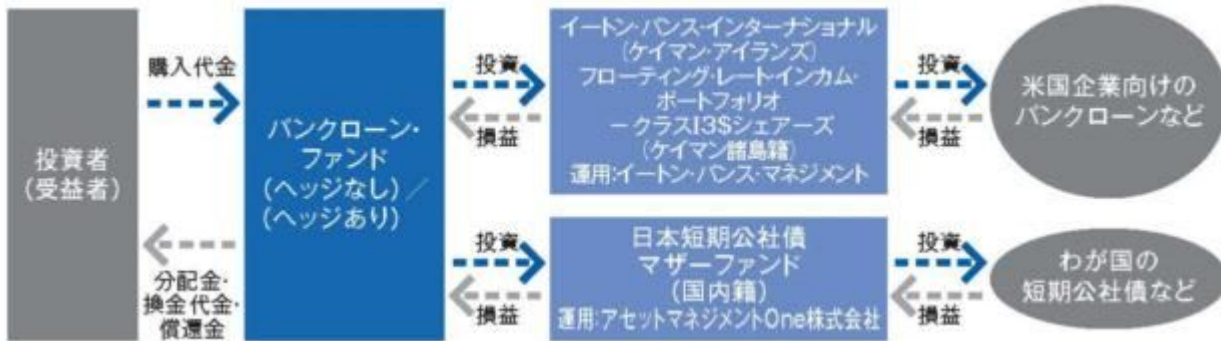 投資者
(受益者)
購入代金
分配金・
換金代金・
償還金
バンクローン・
ファンド
(ヘッジなし)／
(ヘッジあり)
投資
損益
イートン・バンス・インターナショナル
(ケイマン・アイランズ)
フローティング・レート・インカム・
ポートフォリオ
－クラスI3$シェアーズ
(ケイマン諸島籍)
運用:イートン・バンス・マネジメント
投資
損益
米国企業向けの
バンクローンなど
投資
損益
日本短期公社債
マザーファンド
(国内籍)
運用:アセットマネジメントOne株式会社
投資
損益
わが国の
短期公社債など